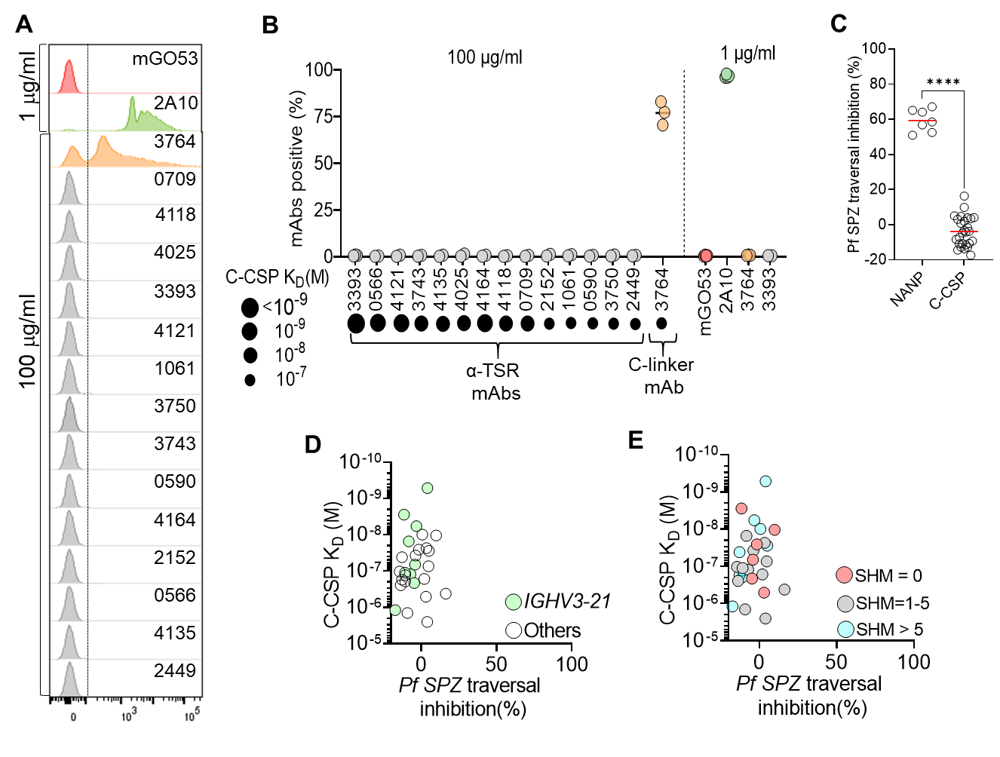 A
1 µg/ml
mGO53
2A10
100 µg/ml
3764
0709
4118
4025
3393
4121
1061
3750
3743
0590
4164
2152
0566
4135
2449
0
10³
10⁵
B
100 µg/ml
1 µg/ml
mAbs positive (%)
100
75
50
25
0
3393
0566
4121
3743
4135
4025
4164
4118
0709
2152
1061
0590
3750
2449
3764
mGO53
2A10
3764
3393
C-CSP K_D(M)
<10⁻⁹
10⁻⁹
10⁻⁸
10⁻⁷
α-TSR
mAbs
C-linker
mAb
C
Pf SPZ traversal inhibition (%)
100
80
60
40
20
0
-20
****
NANP
C-CSP
D
C-CSP K_D (M)
10⁻¹⁰
10⁻⁹
10⁻⁸
10⁻⁷
10⁻⁶
10⁻⁵
IGHV3-21
Others
0
50
100
Pf SPZ traversal
inhibition(%)
E
C-CSP K_D (M)
10⁻¹⁰
10⁻⁹
10⁻⁸
10⁻⁷
10⁻⁶
10⁻⁵
SHM = 0
SHM=1-5
SHM > 5
0
50
100
Pf SPZ traversal
inhibition(%)